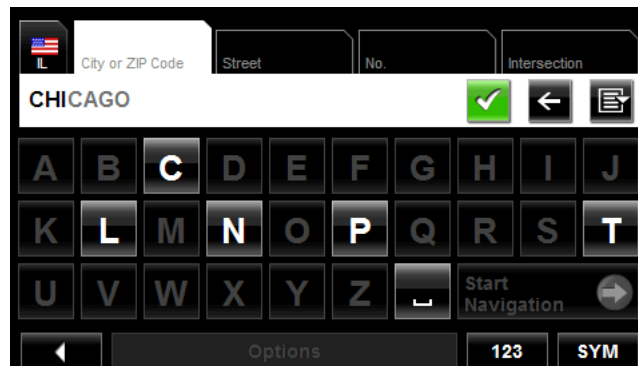 IL City or ZIP Code Street No. Intersection
CHICAGO
A B C D E F G H I J
K L M N O P Q R S T
U V W X Y Z Start
Navigation
Options 123 SYM